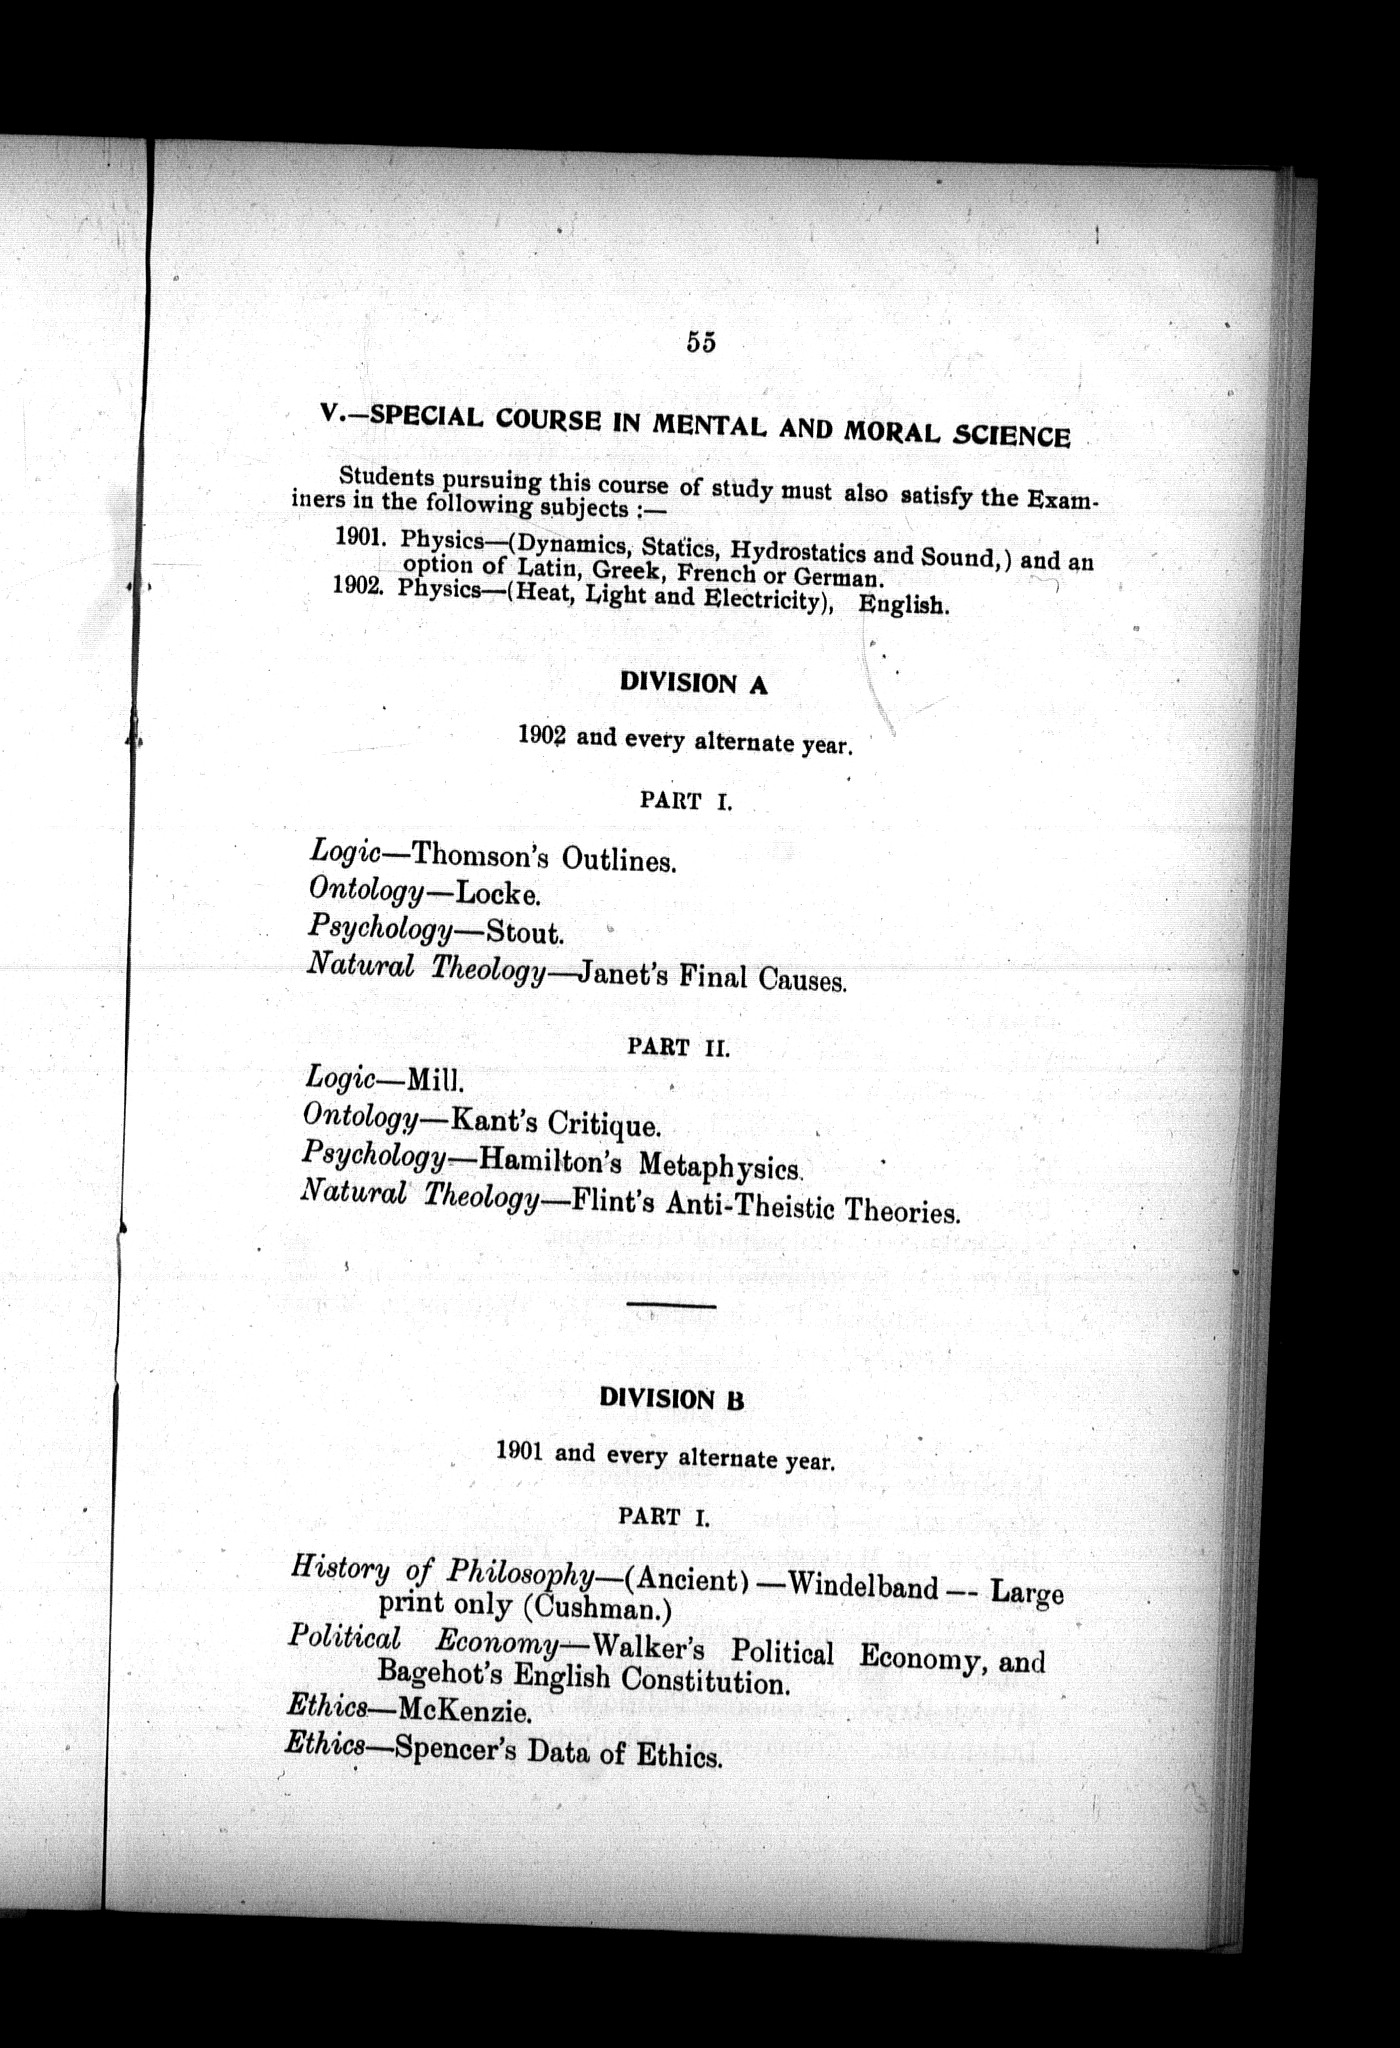 55
V.—SPECIAL COURSE IN MENTAL AND MORAL SCIENCE
Students pursuing this course of study must also satisfy the Exam-
iners in the following subjects :—
1901. Physics—(Dynamics, Statics, Hydrostatics and Sound,) and an
option of Latin, Greek, French or German.
1902. Physics—(Heat, Light and Electricity), English.
DIVISION A
1902 and every alternate year.
PART I.
Logic—Thomson's Outlines.
Ontology—Locke.
Psychology—Stout.
Natural Theology—Janet's Final Causes.
PART II.
Logic—Mill.
Ontology—Kant's Critique.
Psychology—Hamilton's Metaphysics.
Natural Theology—Flint's Anti-Theistic Theories.
DIVISION B
1901 and every alternate year.
PART I.
History of Philosophy—(Ancient) —Windelband -- Large
print only (Cushman.)
Political Economy—Walker's Political Economy, and
Bagehot's English Constitution.
Ethics—McKenzie.
Ethics—Spencer's Data of Ethics.